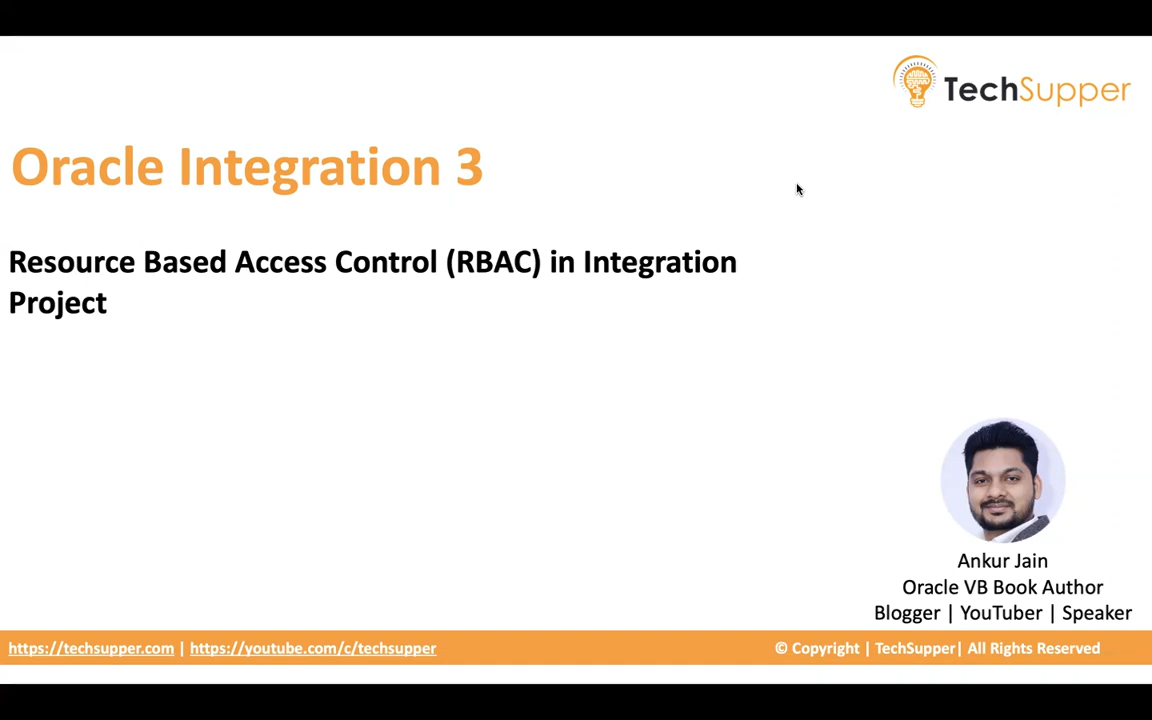 TechSupper
Oracle Integration 3
Resource Based Access Control (RBAC) in Integration
Project
Ankur Jain
Oracle VB Book Author
Blogger | YouTuber | Speaker
https://techsupper.com | https://youtube.com/c/techsupper
© Copyright | TechSupper| All Rights Reserved